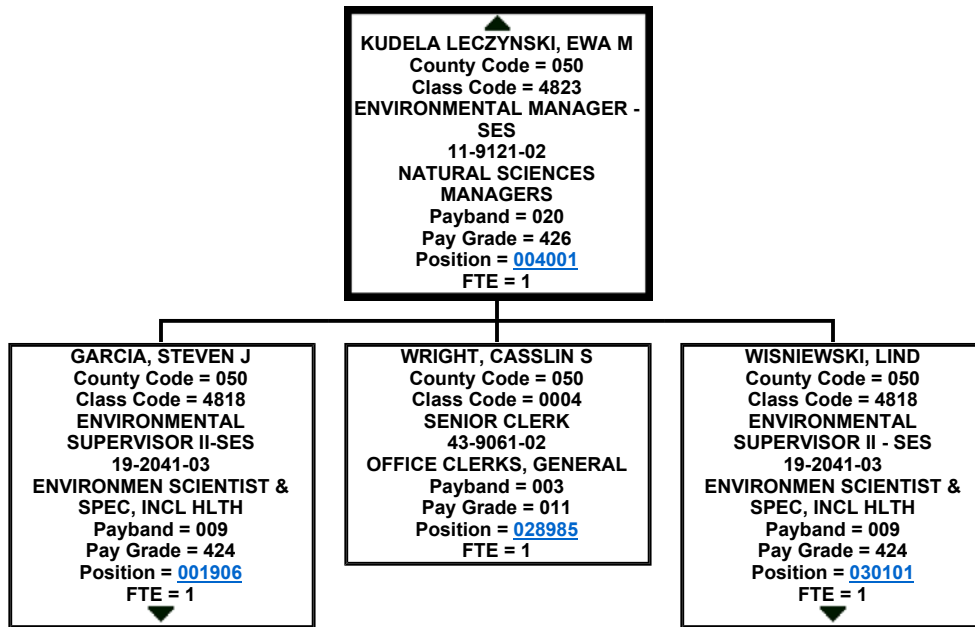 KUDELA LECZYNSKI, EWA M
County Code = 050
Class Code = 4823
ENVIRONMENTAL MANAGER -
SES
11-9121-02
NATURAL SCIENCES
MANAGERS
Payband = 020
Pay Grade = 426
Position = 004001
FTE = 1
GARCIA, STEVEN J
County Code = 050
Class Code = 4818
ENVIRONMENTAL
SUPERVISOR II-SES
19-2041-03
ENVIRONMEN SCIENTIST &
SPEC, INCL HLTH
Payband = 009
Pay Grade = 424
Position = 001906
FTE = 1
WRIGHT, CASSLIN S
County Code = 050
Class Code = 0004
SENIOR CLERK
43-9061-02
OFFICE CLERKS, GENERAL
Payband = 003
Pay Grade = 011
Position = 028985
FTE = 1
WISNIEWSKI, LIND
County Code = 050
Class Code = 4818
ENVIRONMENTAL
SUPERVISOR II - SES
19-2041-03
ENVIRONMEN SCIENTIST &
SPEC, INCL HLTH
Payband = 009
Pay Grade = 424
Position = 030101
FTE = 1